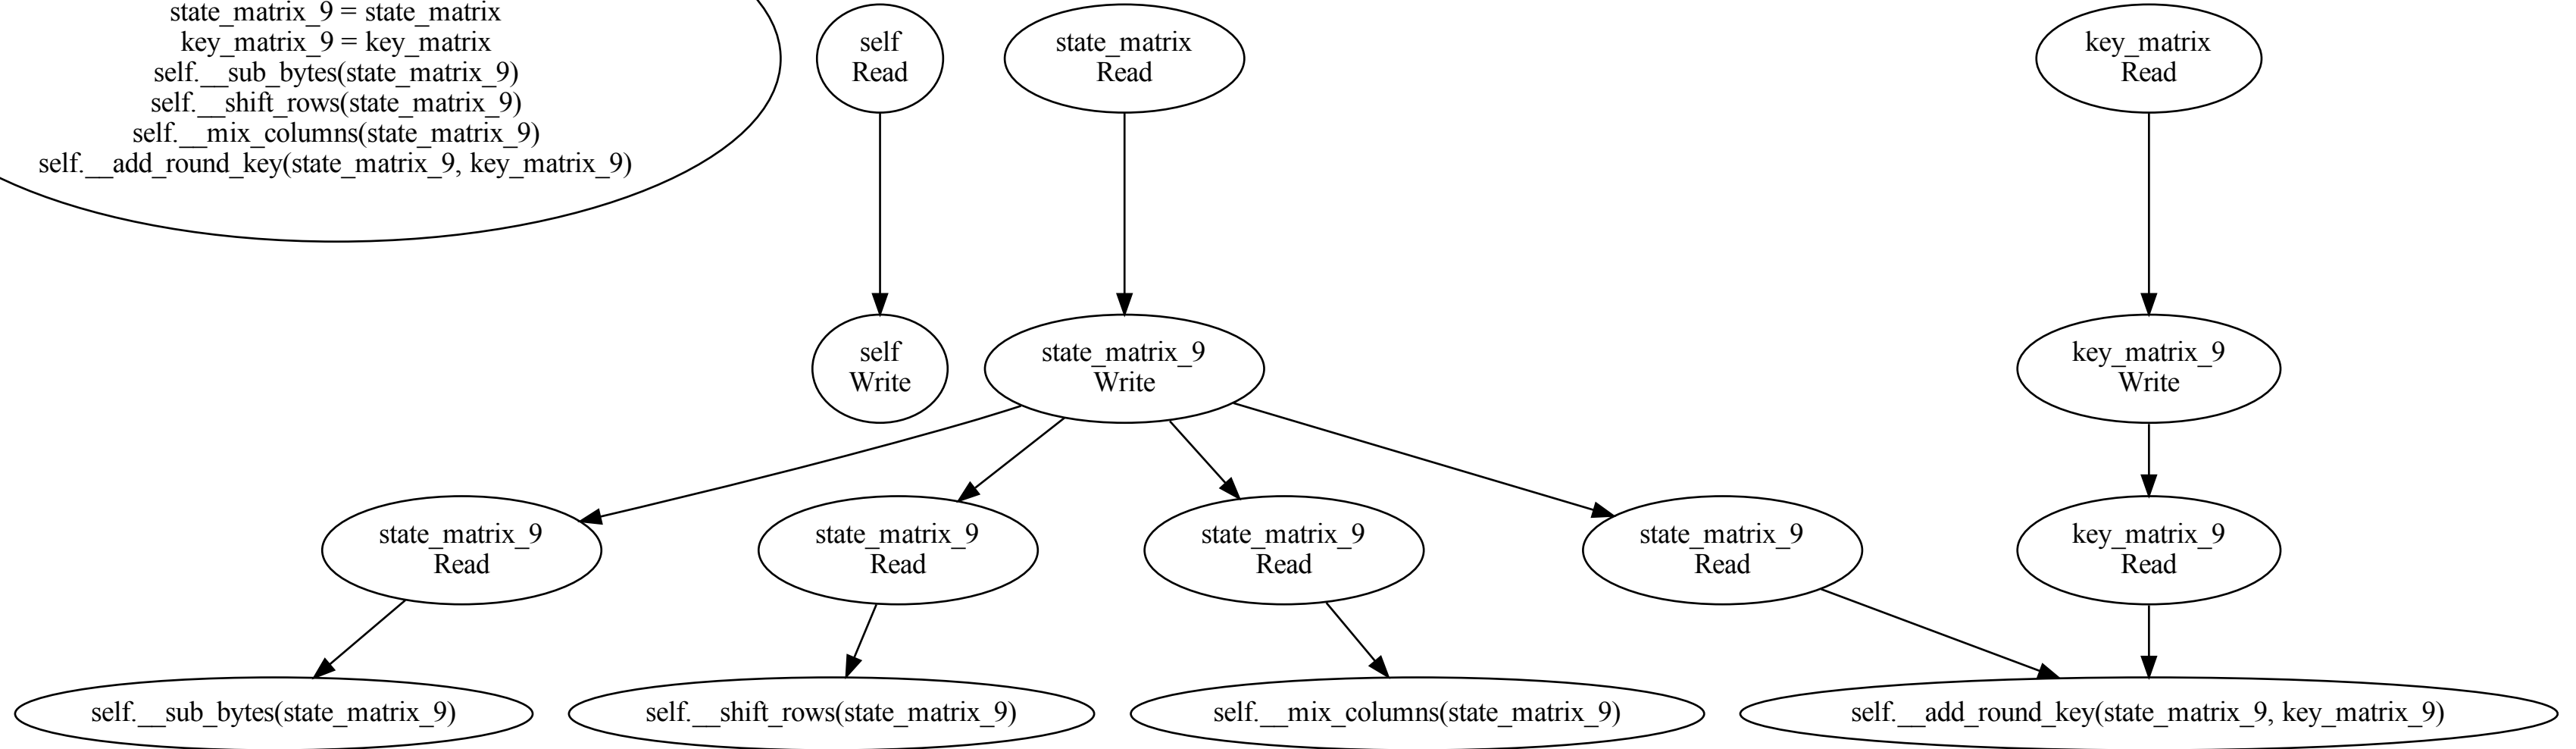 state_matrix_9 = state_matrix
key_matrix_9 = key_matrix
self.__sub_bytes(state_matrix_9)
self.__shift_rows(state_matrix_9)
self.__mix_columns(state_matrix_9)
self.__add_round_key(state_matrix_9, key_matrix_9)
self
Read
state_matrix
Read
key_matrix
Read
self
Write
state_matrix_9
Write
key_matrix_9
Write
state_matrix_9
Read
state_matrix_9
Read
state_matrix_9
Read
state_matrix_9
Read
key_matrix_9
Read
self.__sub_bytes(state_matrix_9)
self.__shift_rows(state_matrix_9)
self.__mix_columns(state_matrix_9)
self.__add_round_key(state_matrix_9, key_matrix_9)